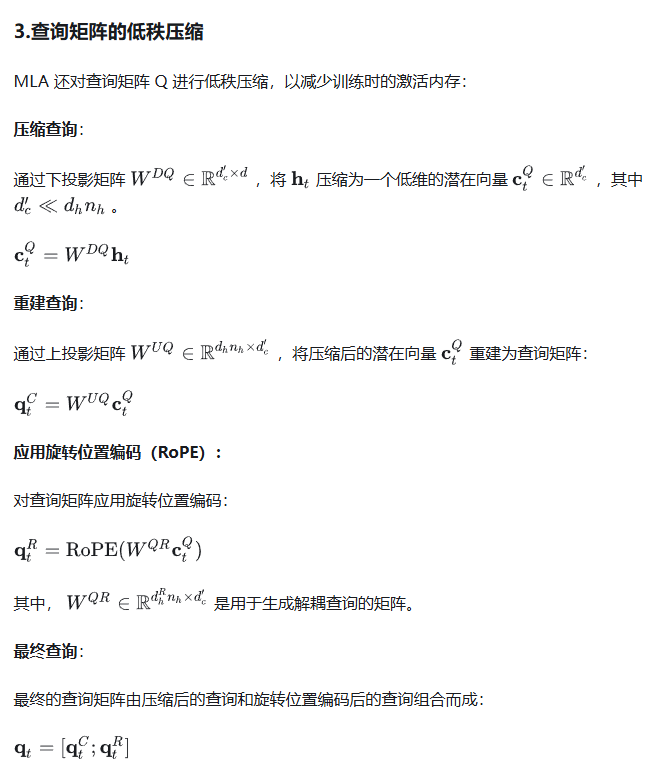 3.查询矩阵的低秩压缩
MLA 还对查询矩阵 Q 进行低秩压缩，以减少训练时的激活内存：
压缩查询：
通过下投影矩阵 $W^{DQ} \in \mathbb{R}^{d_c' \times d}$ ，将 $\mathbf{h}_t$ 压缩为一个低维的潜在向量 $\mathbf{c}_t^Q \in \mathbb{R}^{d_c'}$ ，其中
$d_c' \ll d_h n_h$ 。
$\mathbf{c}_t^Q = W^{DQ} \mathbf{h}_t$
重建查询：
通过上投影矩阵 $W^{UQ} \in \mathbb{R}^{d_h n_h \times d_c'}$ ，将压缩后的潜在向量 $\mathbf{c}_t^Q$ 重建为查询矩阵：
$\mathbf{q}_t^C = W^{UQ} \mathbf{c}_t^Q$
应用旋转位置编码（RoPE）：
对查询矩阵应用旋转位置编码：
$\mathbf{q}_t^R = \mathrm{RoPE}(W^{QR} \mathbf{c}_t^Q)$
其中， $W^{QR} \in \mathbb{R}^{d_h^R n_h \times d_c'}$ 是用于生成解耦查询的矩阵。
最终查询：
最终的查询矩阵由压缩后的查询和旋转位置编码后的查询组合而成：
$\mathbf{q}_t = [\mathbf{q}_t^C; \mathbf{q}_t^R]$